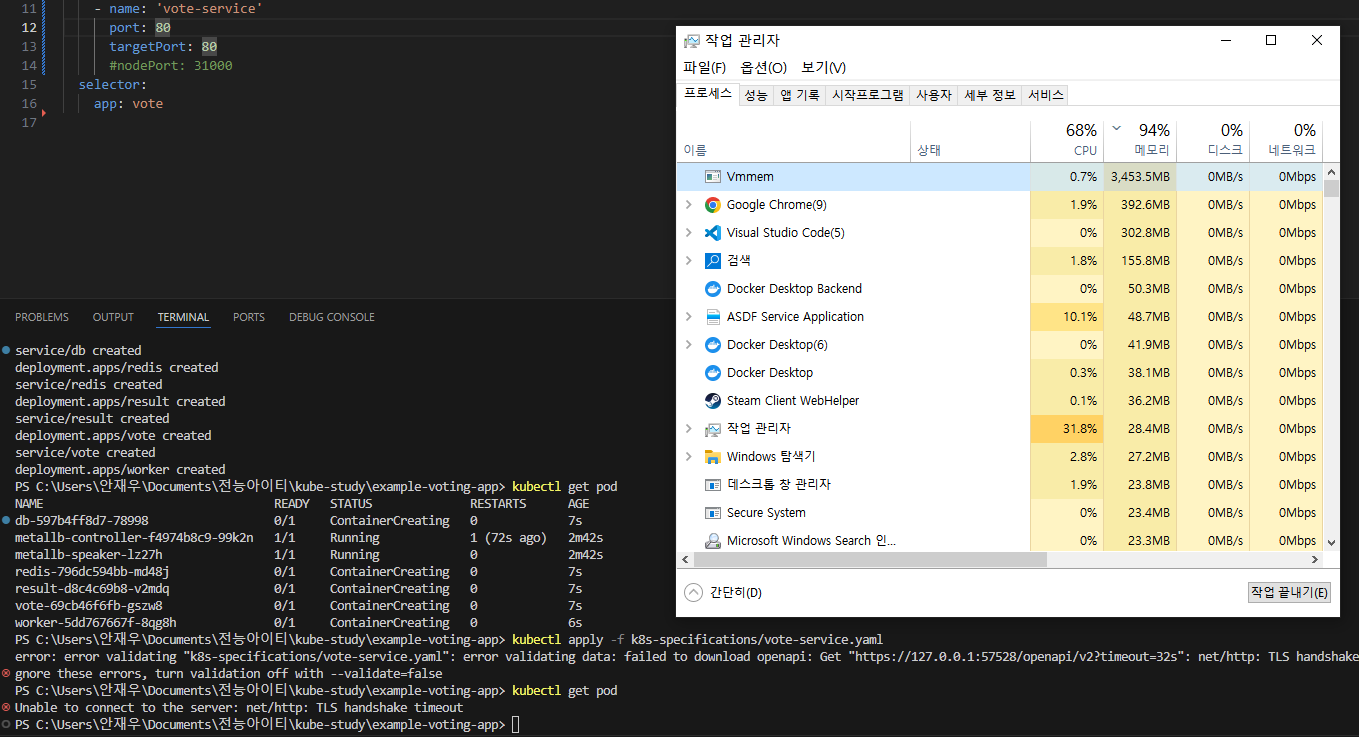 11 - name: 'vote-service'
12 port: 80
13 targetPort: 80
14 #nodePort: 31000
15 selector:
16 app: vote
17
PROBLEMS OUTPUT TERMINAL PORTS DEBUG CONSOLE
service/db created
deployment.apps/redis created
service/redis created
deployment.apps/result created
service/result created
deployment.apps/vote created
service/vote created
deployment.apps/worker created
PS C:\Users\안재우\Documents\전능아이티\kube-study\example-voting-app> kubectl get pod
NAME READY STATUS RESTARTS AGE
db-597b4ff8d7-78998 0/1 ContainerCreating 0 7s
metallb-controller-f4974b8c9-99k2n 1/1 Running 1 (72s ago) 2m42s
metallb-speaker-lz27h 1/1 Running 0 2m42s
redis-796dc594bb-md48j 0/1 ContainerCreating 0 7s
result-d8c4c69b8-v2mdq 0/1 ContainerCreating 0 7s
vote-69cb46f6fb-gszw8 0/1 ContainerCreating 0 7s
worker-5dd767667f-8qg8h 0/1 ContainerCreating 0 6s
PS C:\Users\안재우\Documents\전능아이티\kube-study\example-voting-app> kubectl apply -f k8s-specifications/vote-service.yaml
error: error validating "k8s-specifications/vote-service.yaml": error validating data: failed to download openapi: Get "https://127.0.0.1:57528/openapi/v2?timeout=32s": net/http: TLS handshake
gnore these errors, turn validation off with --validate=false
PS C:\Users\안재우\Documents\전능아이티\kube-study\example-voting-app> kubectl get pod
Unable to connect to the server: net/http: TLS handshake timeout
PS C:\Users\안재우\Documents\전능아이티\kube-study\example-voting-app>
작업 관리자
파일(F) 옵션(O) 보기(V)
프로세스 성능 앱 기록 시작프로그램 사용자 세부 정보 서비스
68% 94% 0% 0%
이름 상태 CPU 메모리 디스크 네트워크
Vmmem 0.7% 3,453.5MB 0MB/s 0Mbps
Google Chrome(9) 1.9% 392.6MB 0MB/s 0Mbps
Visual Studio Code(5) 0% 302.8MB 0MB/s 0Mbps
검색 1.8% 155.8MB 0MB/s 0Mbps
Docker Desktop Backend 0% 50.3MB 0MB/s 0Mbps
ASDF Service Application 10.1% 48.7MB 0MB/s 0Mbps
Docker Desktop(6) 0% 41.9MB 0MB/s 0Mbps
Docker Desktop 0.3% 38.1MB 0MB/s 0Mbps
Steam Client WebHelper 0.1% 36.2MB 0MB/s 0Mbps
작업 관리자 31.8% 28.4MB 0MB/s 0Mbps
Windows 탐색기 2.8% 27.2MB 0MB/s 0Mbps
데스크톱 창 관리자 1.9% 23.8MB 0MB/s 0Mbps
Secure System 0% 23.4MB 0MB/s 0Mbps
Microsoft Windows Search 인... 0% 23.3MB 0MB/s 0Mbps
간단히(D) 작업 끝내기(E)